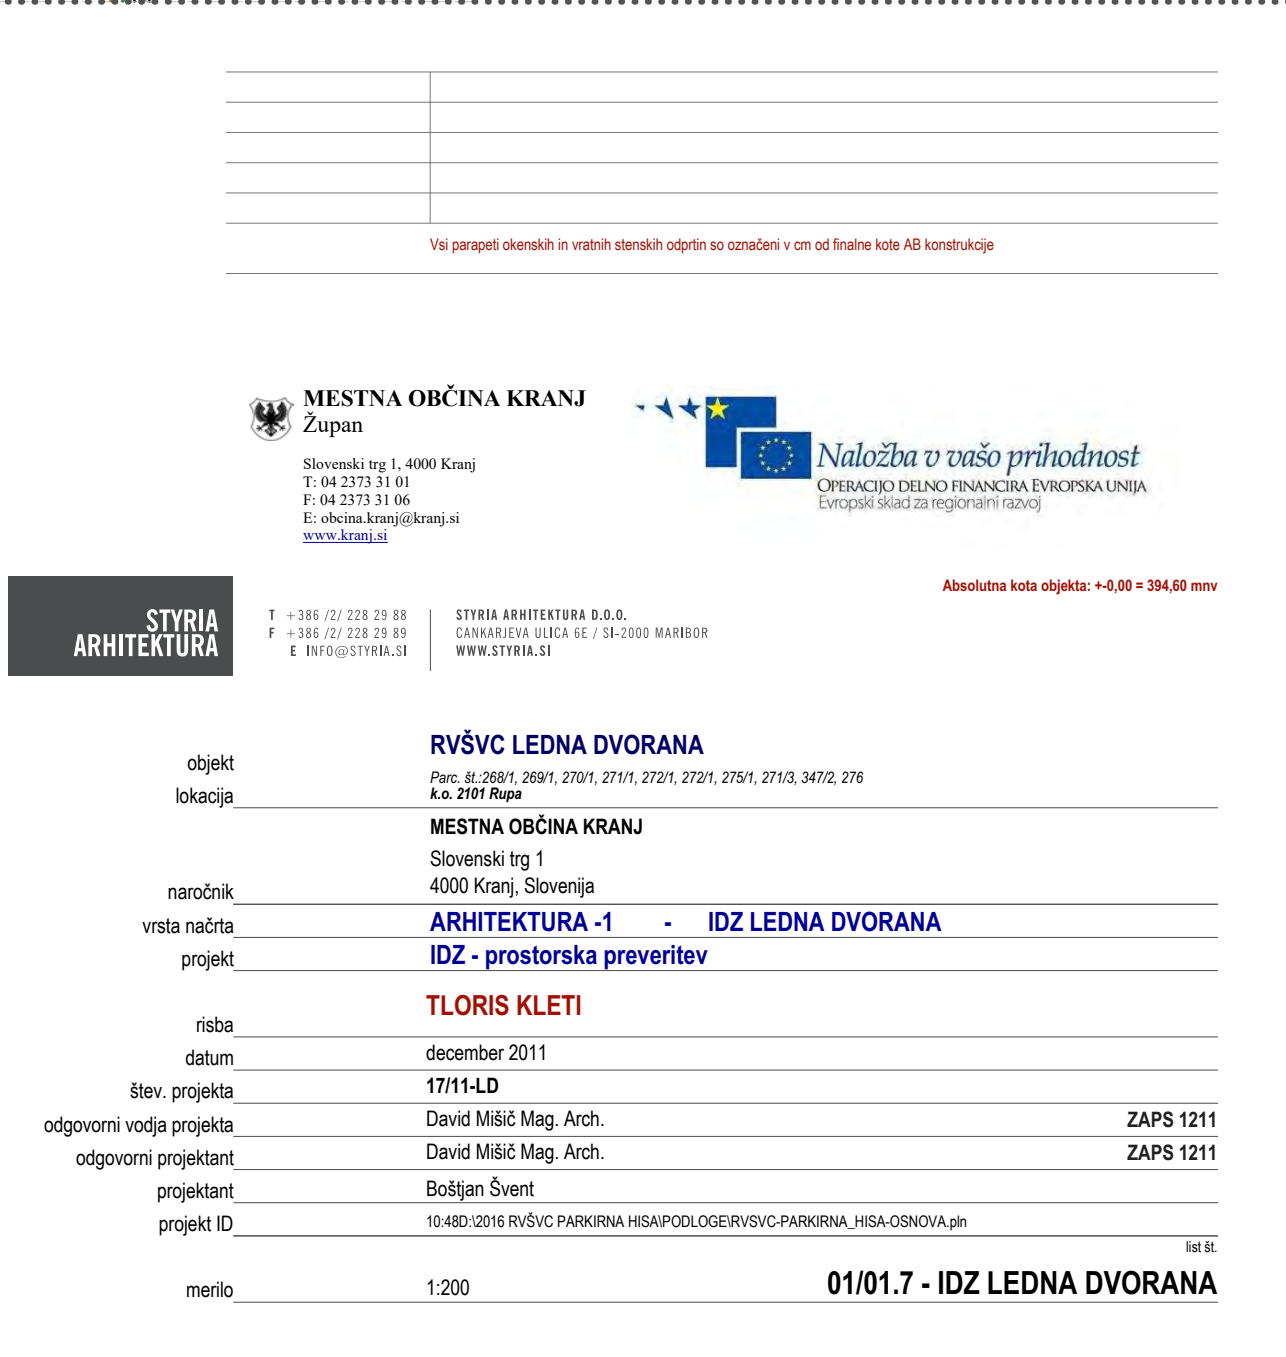 Vsi parapeti okenskih in vratnih stenskih odprtin so označeni v cm od finalne kote AB konstrukcije
MESTNA OBČINA KRANJ
Župan
Slovenski trg 1, 4000 Kranj
T: 04 2373 31 01
F: 04 2373 31 06
E: obcina.kranj@kranj.si
www.kranj.si
Naložba v vašo prihodnost
OPERACIJO DELNO FINANCIRA EVROPSKA UNIJA
Evropski sklad za regionalni razvoj
Absolutna kota objekta: +-0,00 = 394,60 mnv
STYRIA
ARHITEKTURA
T +386 /2/ 228 29 88
F +386 /2/ 228 29 89
E INFO@STYRIA.SI
STYRIA ARHITEKTURA D.O.O.
CANKARJEVA ULICA 6E / SI-2000 MARIBOR
WWW.STYRIA.SI
objekt RVŠVC LEDNA DVORANA
Parc. št.:268/1, 269/1, 270/1, 271/1, 272/1, 272/1, 275/1, 271/3, 347/2, 276
lokacija k.o. 2101 Rupa
MESTNA OBČINA KRANJ
Slovenski trg 1
naročnik 4000 Kranj, Slovenija
vrsta načrta ARHITEKTURA -1 - IDZ LEDNA DVORANA
projekt IDZ - prostorska preveritev
risba TLORIS KLETI
datum december 2011
štev. projekta 17/11-LD
odgovorni vodja projekta David Mišič Mag. Arch. ZAPS 1211
odgovorni projektant David Mišič Mag. Arch. ZAPS 1211
projektant Boštjan Švent
projekt ID 10:48D:\2016 RVŠVC PARKIRNA HISA\PODLOGE\RVSVC-PARKIRNA_HISA-OSNOVA.pln
list št.
merilo 1:200 01/01.7 - IDZ LEDNA DVORANA